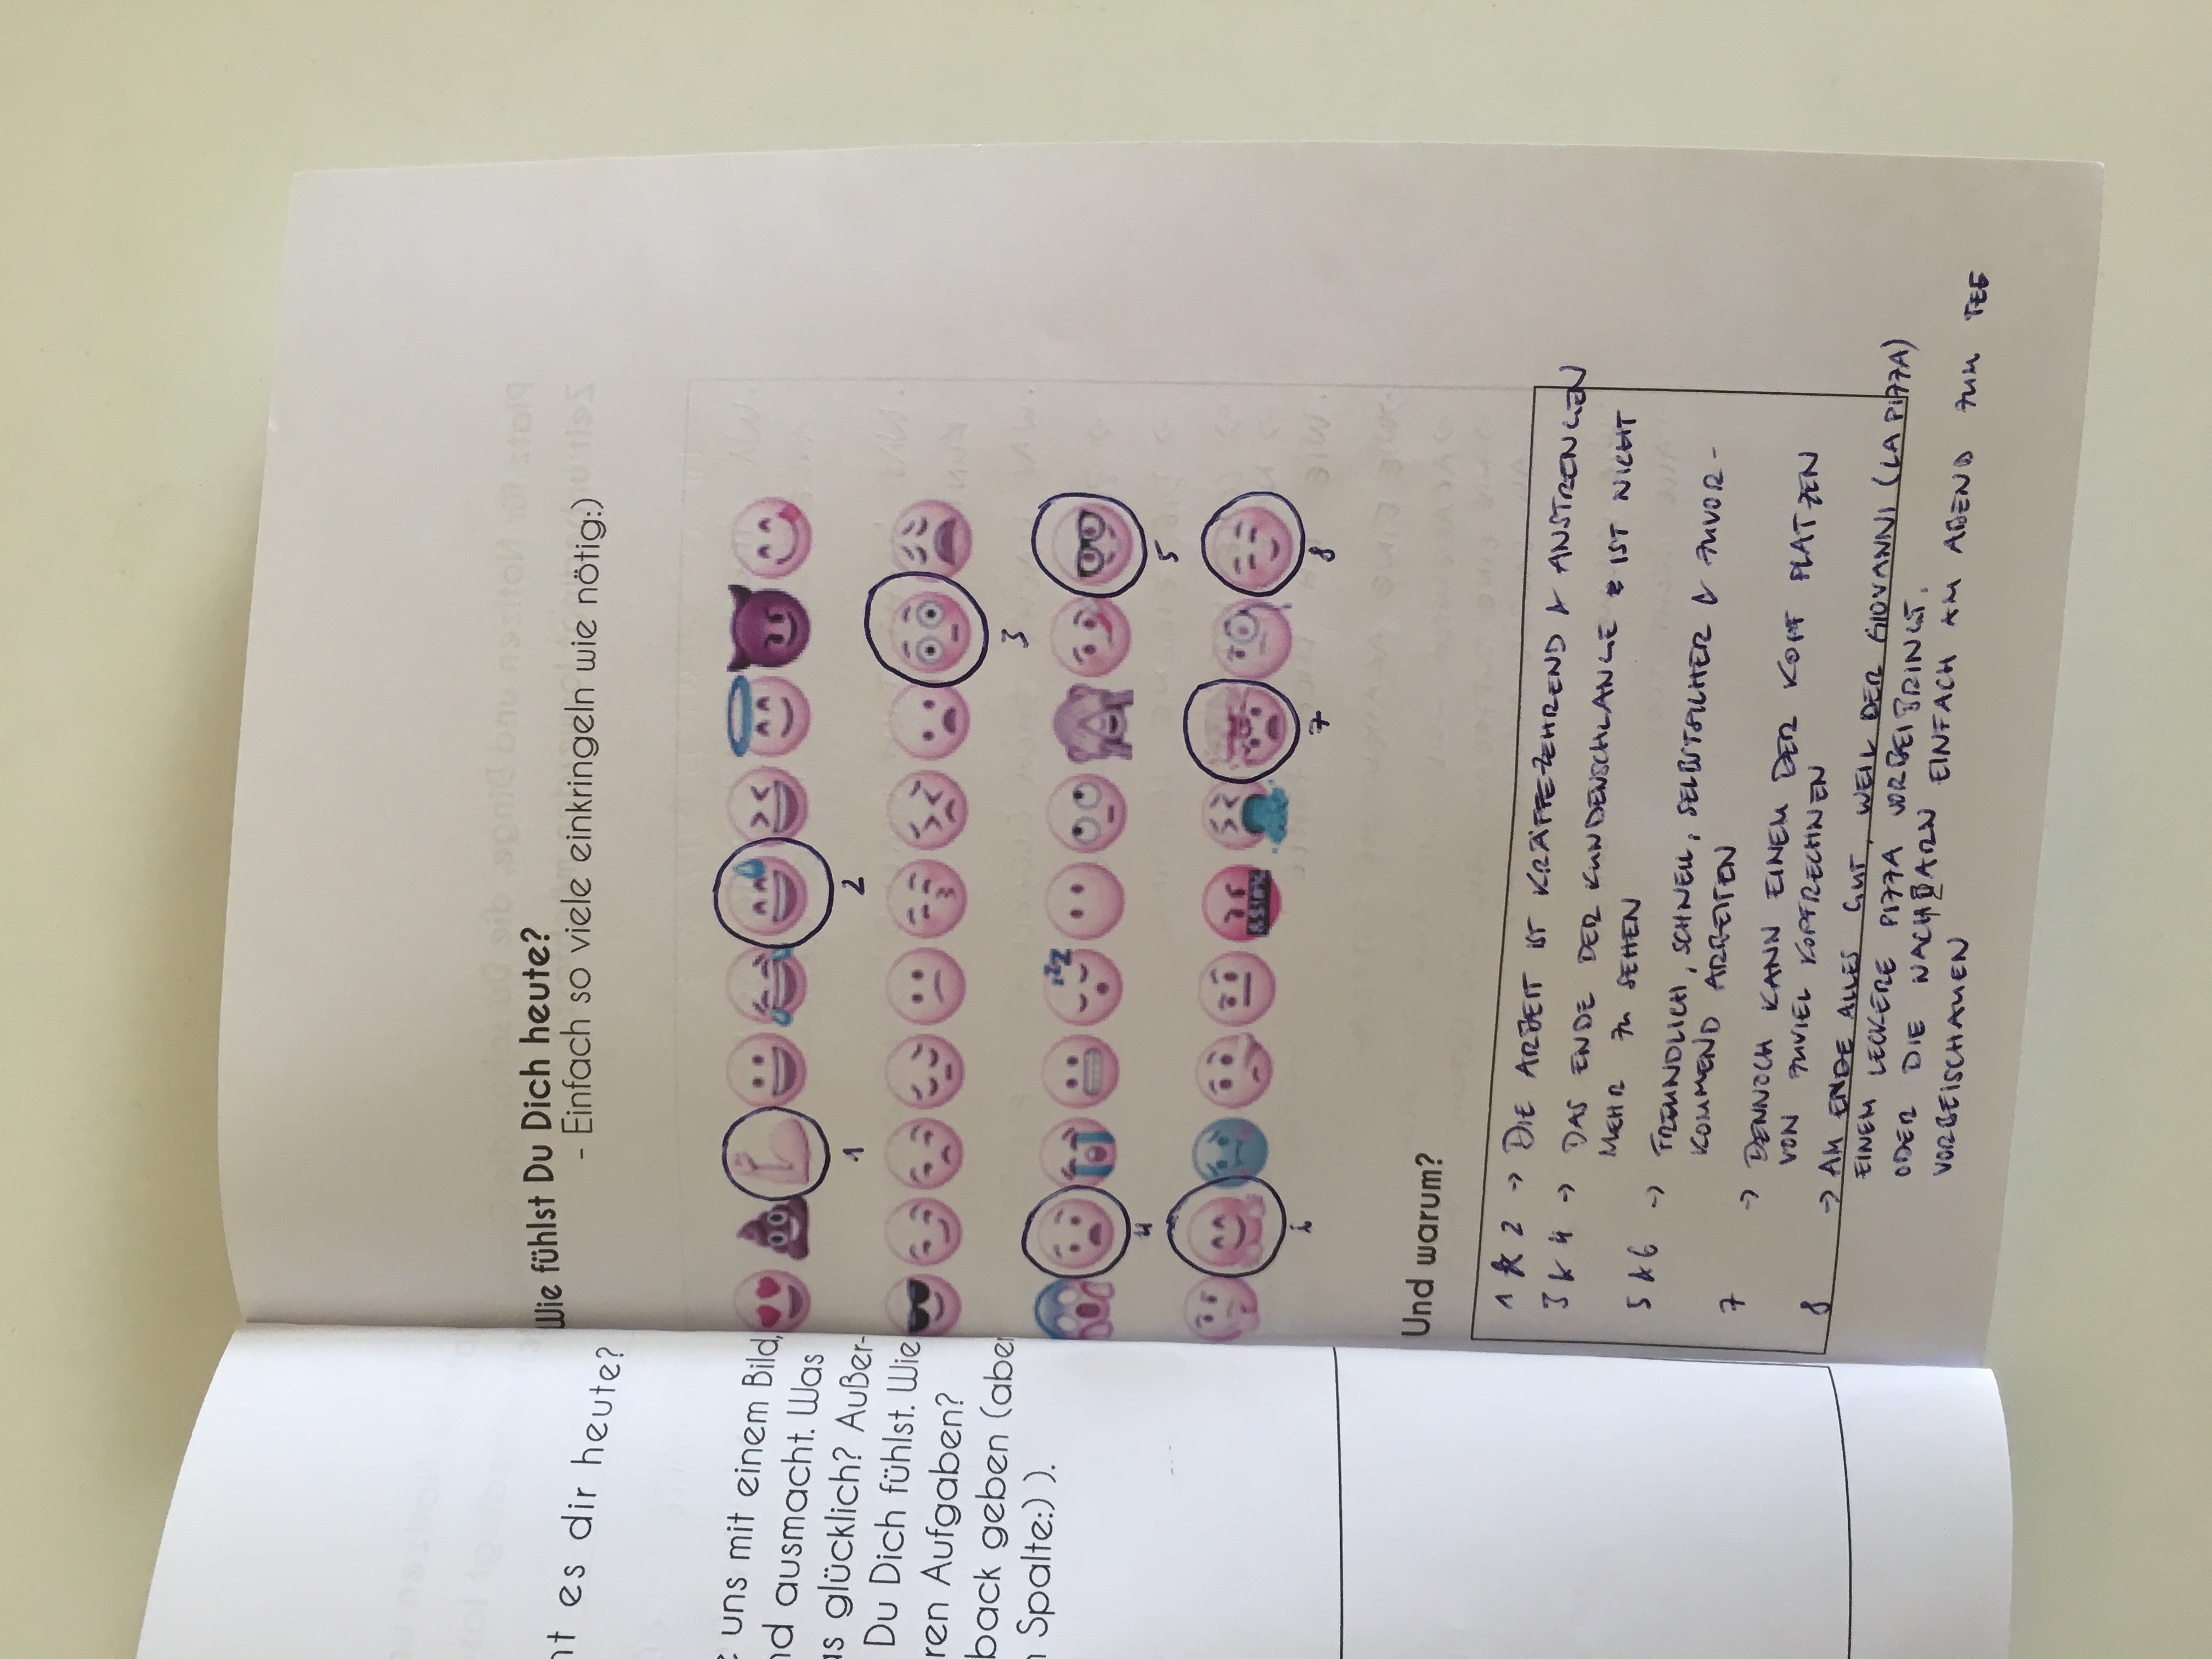 nt es dir heute?
uns mit einem Bild,
nd ausmacht. Was
as glücklich? Außer-
Du Dich fühlst. Wie
ren Aufgaben?
back geben (aber
n Spalte:) ).
Wie fühlst Du Dich heute?
- Einfach so viele einkringeln wie nötig:)
1 2
3
4 5
6 7 8
Und warum?
1 & 2 -> DIE ARBEIT IST KRÄFTEZEHREND & ANSTRENGEN
3 & 4 -> DAS ENDE DER KUNDENSCHLANGE IST NICHT
MEHR ZU SEHEN
5 & 6 -> FREUNDLICH, SCHNELL, SELBSTSICHER & ZUVOR-
KOMMEND ARBEITEN
7 -> DENNOCH KANN EINEM DER KOPF PLATZEN
VON ZUVIEL KOPFRECHNEN
8 -> AM ENDE ALLES GUT, WEIL DER GIOVANNI (LA PIZZA)
EINEM LECKERE PIZZA VORBEIBRINGT.
ODER DIE NACHBARN EINFACH AM ABEND ZUM TEE
VORBEISCHAUEN